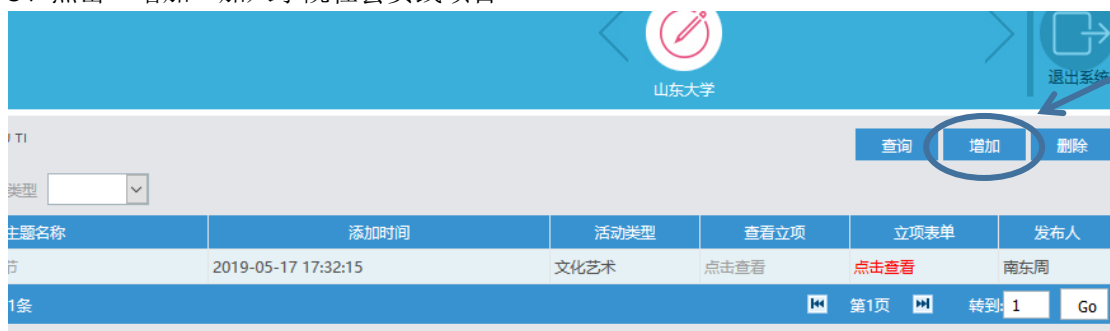 山东大学
退出系统
TI
查询 增加 删除
类型
主题名称 添加时间 活动类型 查看立项 立项表单 发布人
节 2019-05-17 17:32:15 文化艺术 点击查看 点击查看 南东周
1条 第1页 转到: 1 Go